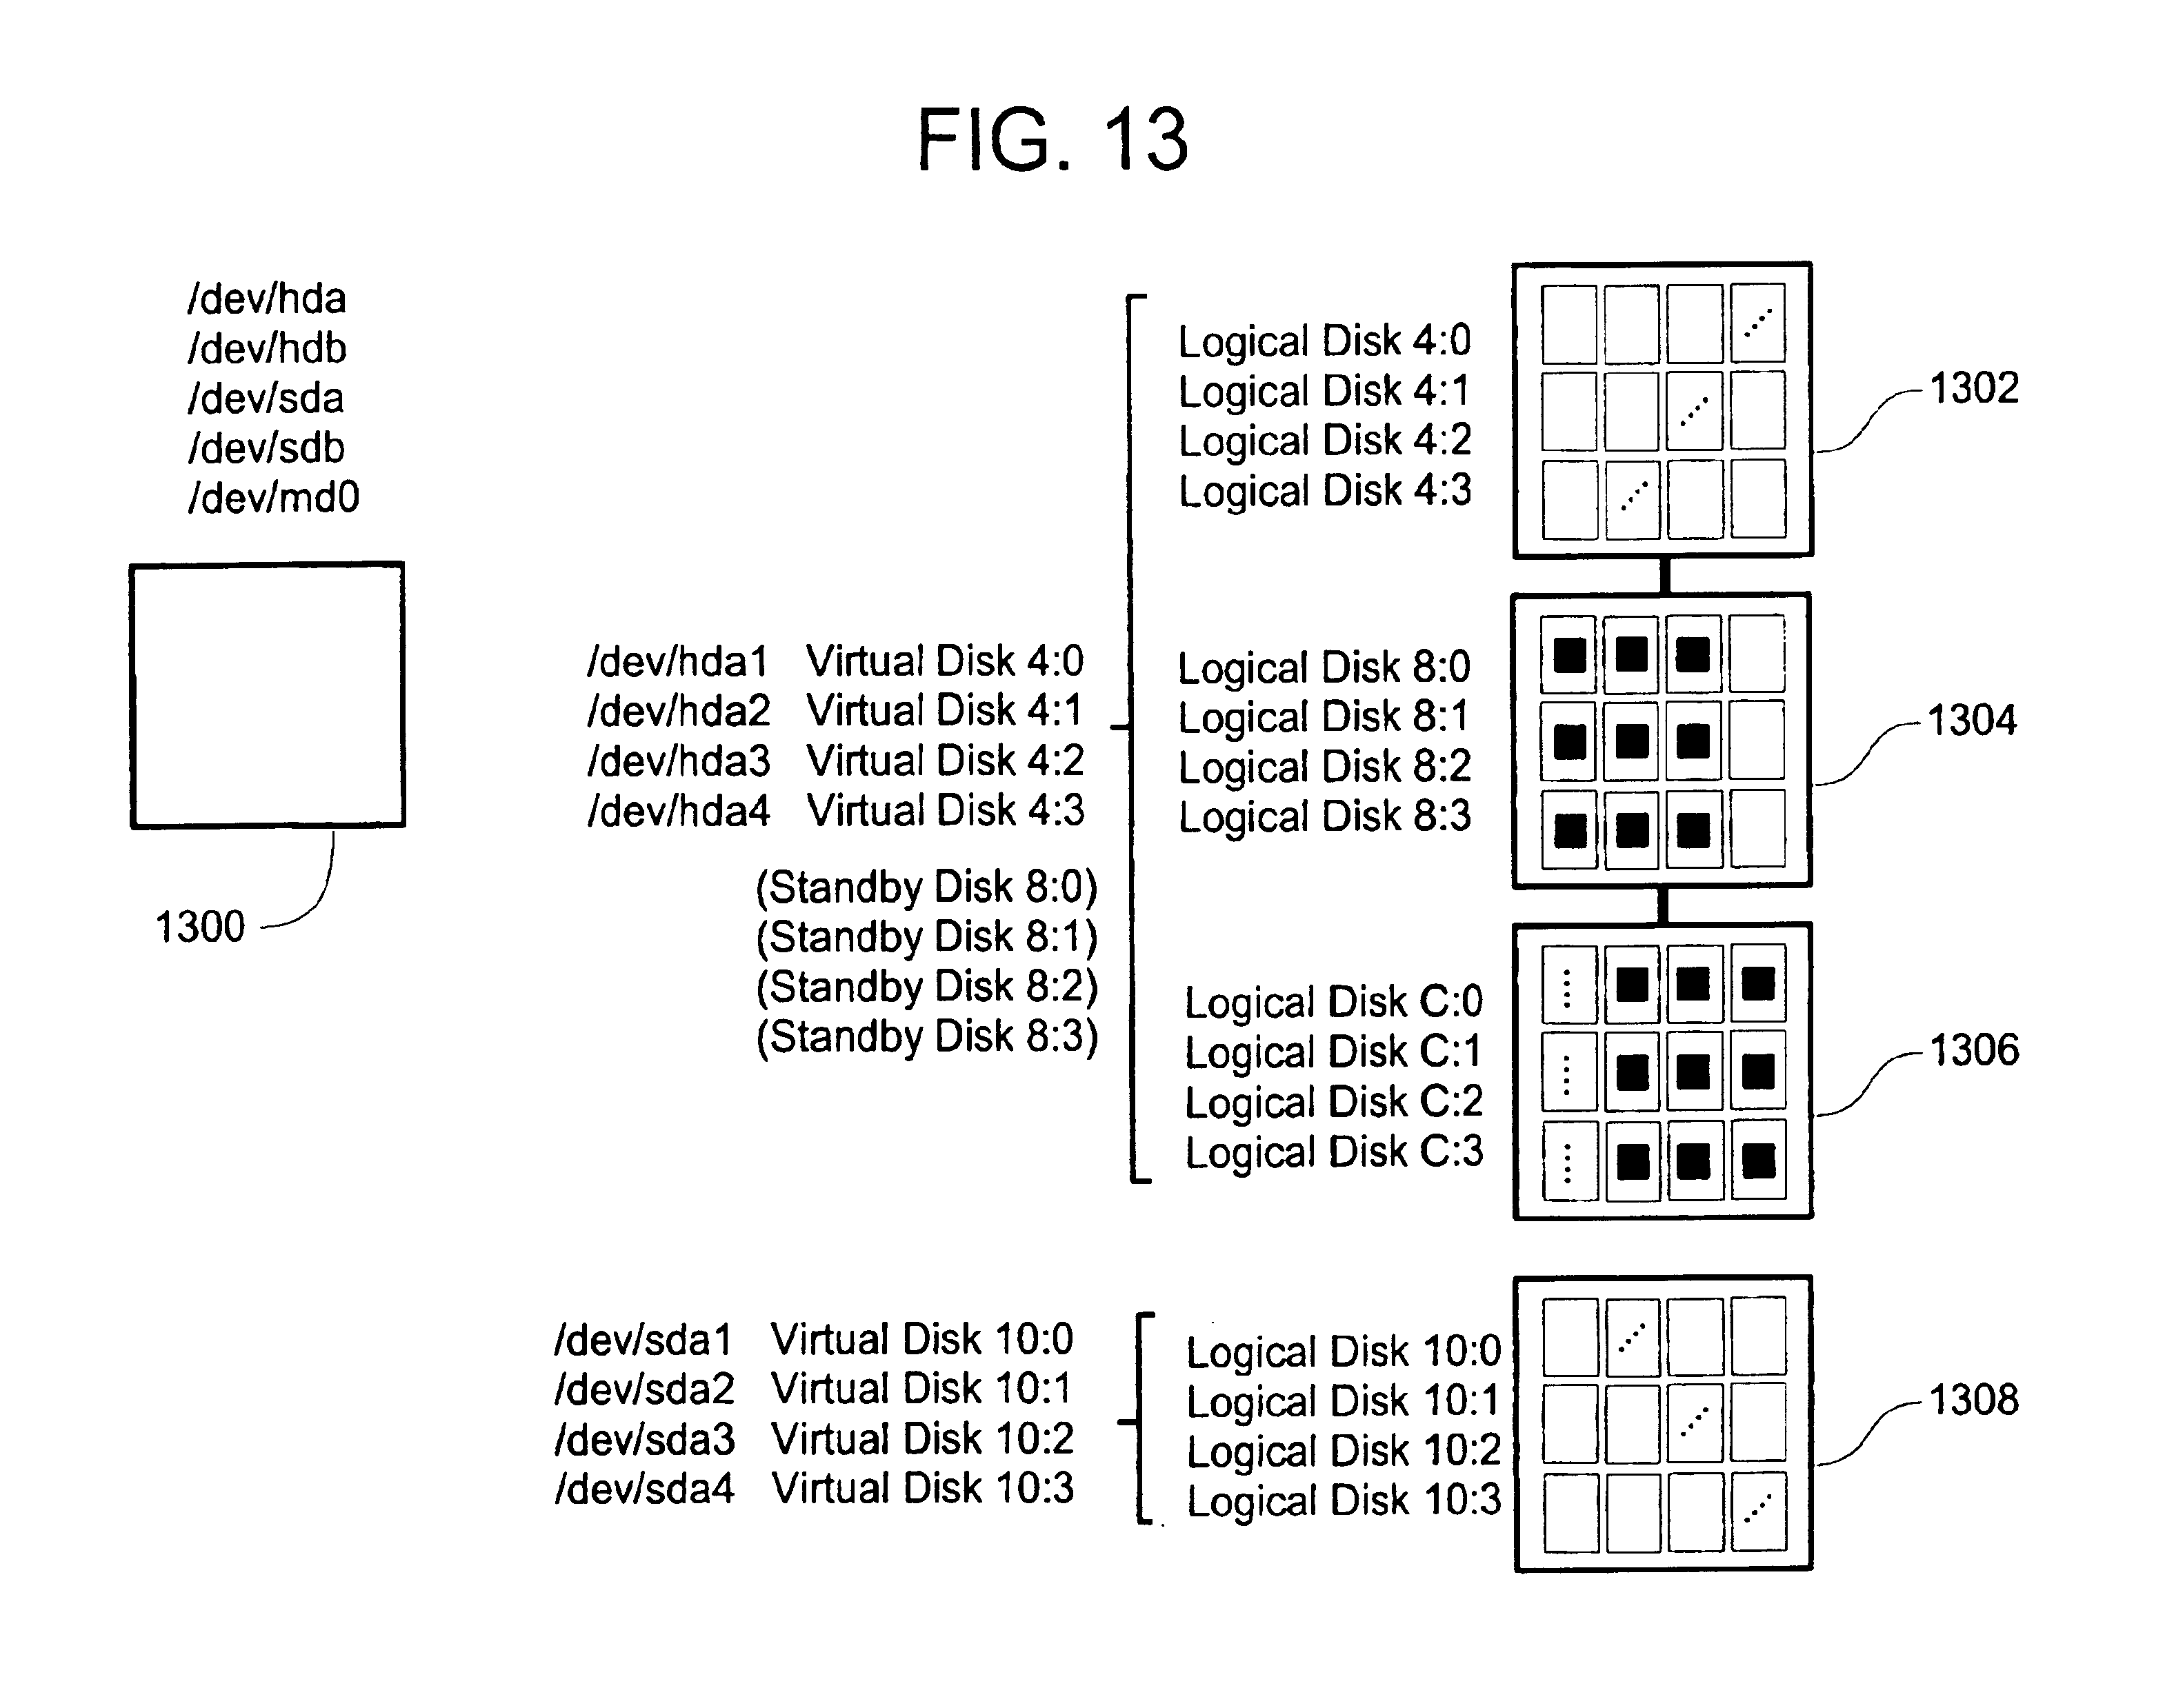 FIG. 13
/dev/hda
/dev/hdb
/dev/sda
/dev/sdb
/dev/md0
1300
/dev/hda1 Virtual Disk 4:0
/dev/hda2 Virtual Disk 4:1
/dev/hda3 Virtual Disk 4:2
/dev/hda4 Virtual Disk 4:3
(Standby Disk 8:0)
(Standby Disk 8:1)
(Standby Disk 8:2)
(Standby Disk 8:3)
Logical Disk 4:0
Logical Disk 4:1
Logical Disk 4:2
Logical Disk 4:3
1302
Logical Disk 8:0
Logical Disk 8:1
Logical Disk 8:2
Logical Disk 8:3
1304
Logical Disk C:0
Logical Disk C:1
Logical Disk C:2
Logical Disk C:3
1306
/dev/sda1 Virtual Disk 10:0
/dev/sda2 Virtual Disk 10:1
/dev/sda3 Virtual Disk 10:2
/dev/sda4 Virtual Disk 10:3
Logical Disk 10:0
Logical Disk 10:1
Logical Disk 10:2
Logical Disk 10:3
1308